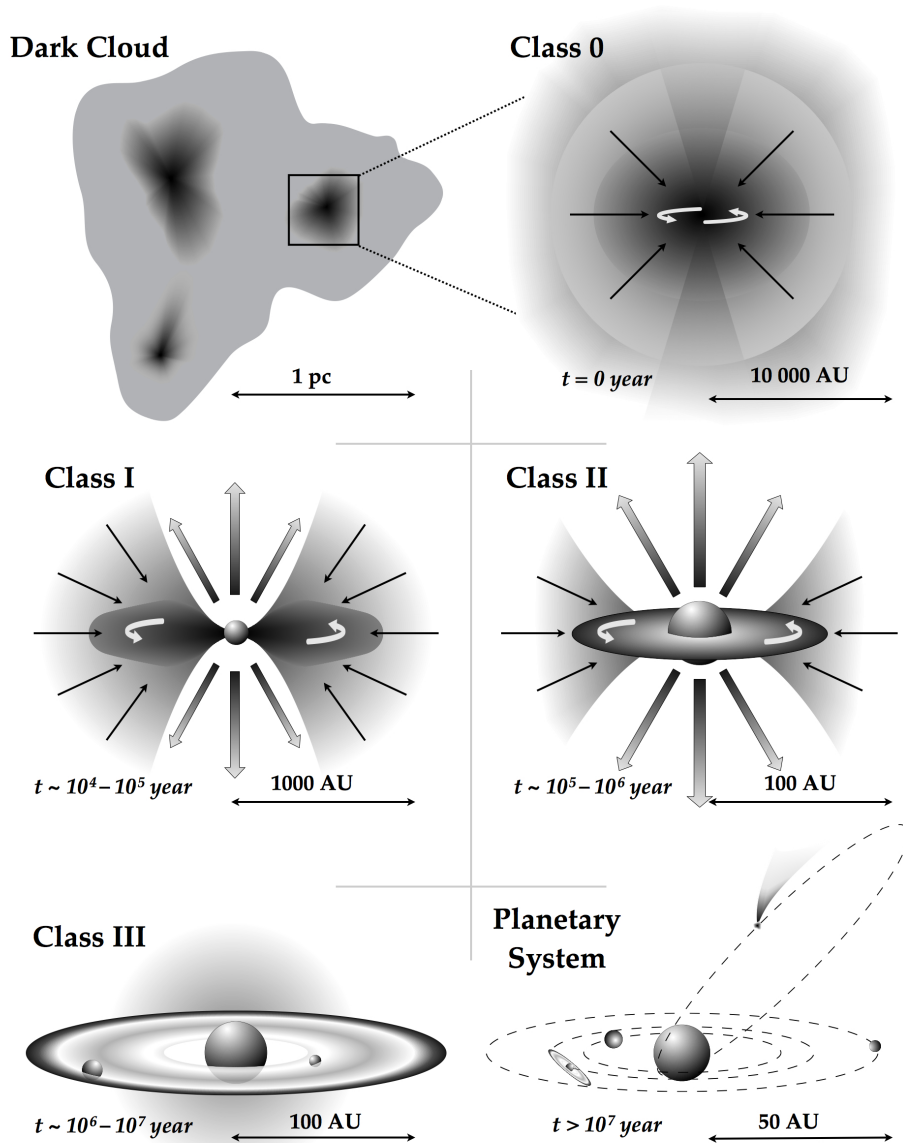 Dark Cloud
Class 0
1 pc
t = 0 year
10 000 AU
Class I
Class II
t ~ 10⁴ – 10⁵ year
1000 AU
t ~ 10⁵ – 10⁶ year
100 AU
Class III
Planetary
System
t ~ 10⁶ – 10⁷ year
100 AU
t > 10⁷ year
50 AU